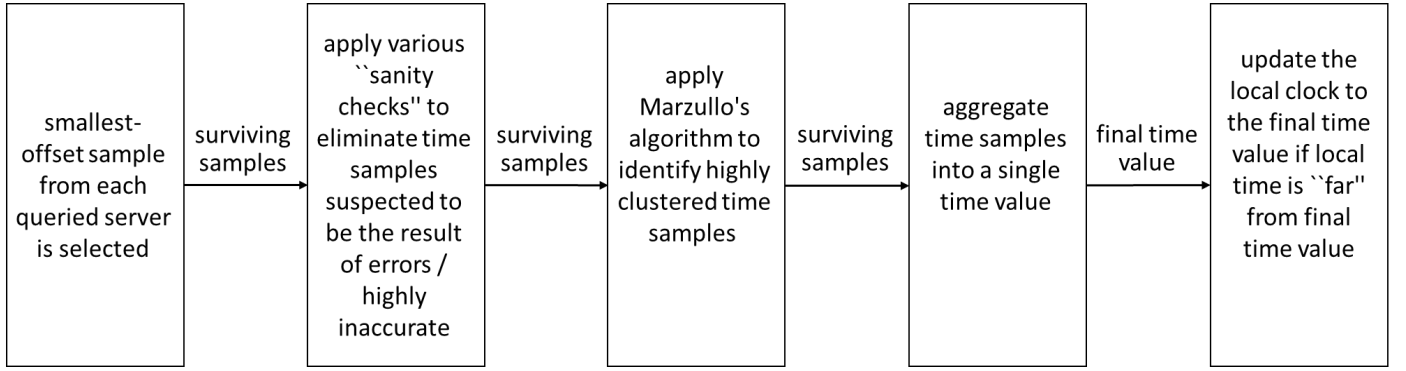 smallest-
offset sample
from each
queried server
is selected
surviving
samples
apply various
``sanity
checks'' to
eliminate time
samples
suspected to
be the result
of errors /
highly
inaccurate
surviving
samples
apply
Marzullo's
algorithm to
identify highly
clustered time
samples
surviving
samples
aggregate
time samples
into a single
time value
final time
value
update the
local clock to
the final time
value if local
time is ``far''
from final
time value